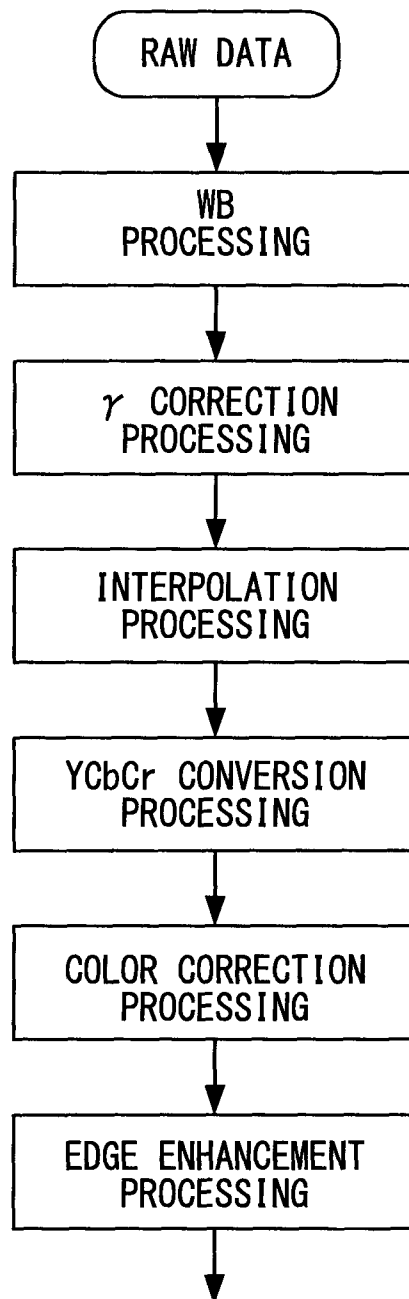 RAW DATA
WB
PROCESSING
γ CORRECTION
PROCESSING
INTERPOLATION
PROCESSING
YCbCr CONVERSION
PROCESSING
COLOR CORRECTION
PROCESSING
EDGE ENHANCEMENT
PROCESSING